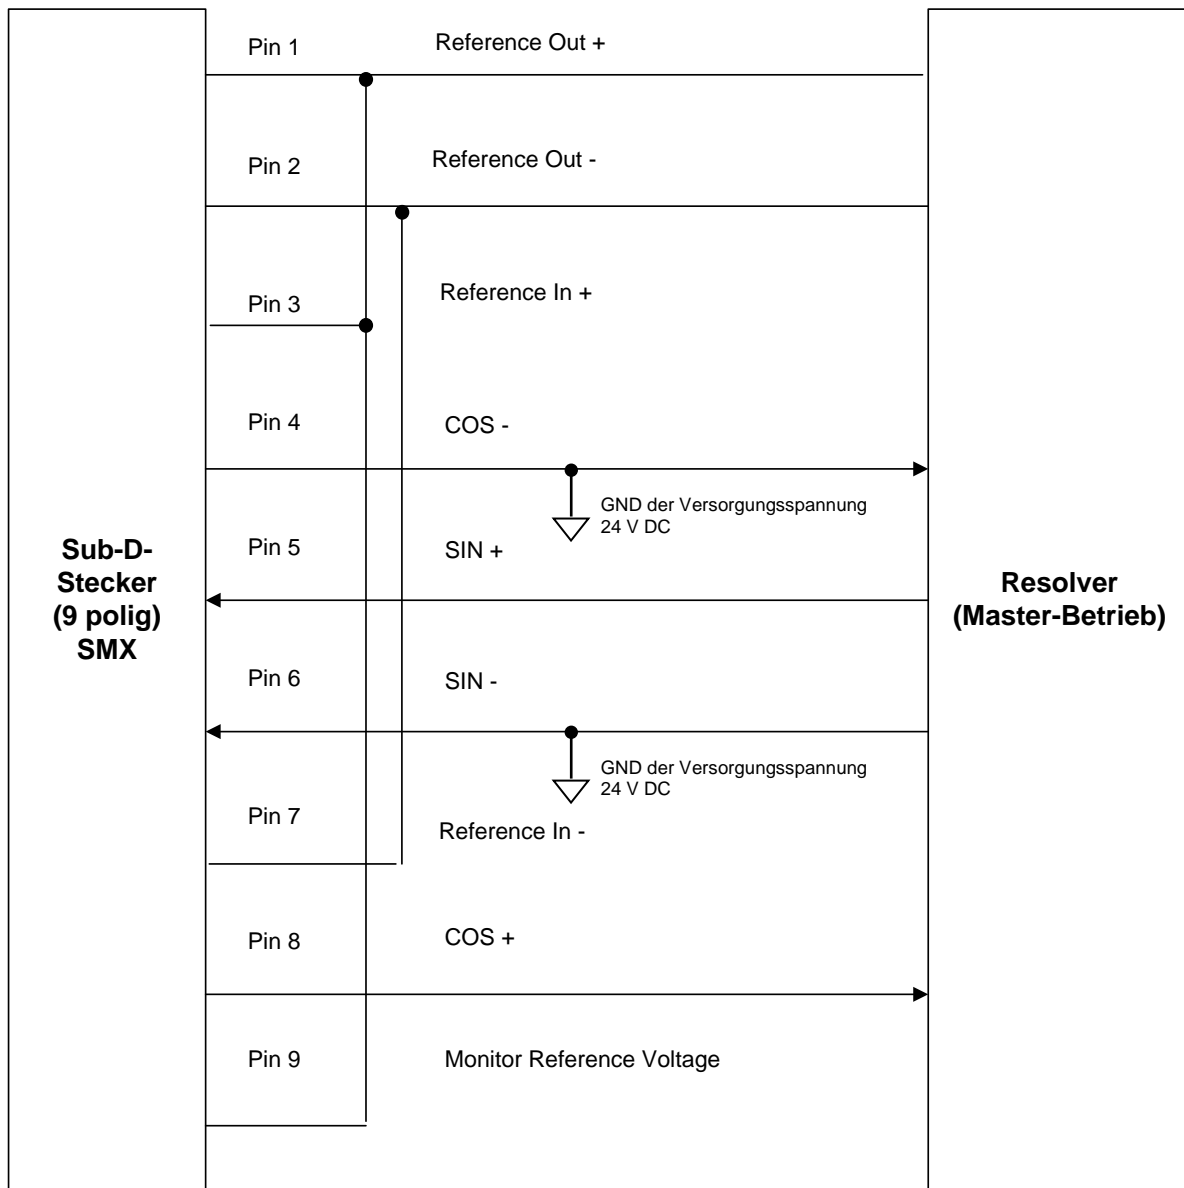 Pin 1
Reference Out +
Pin 2
Reference Out -
Pin 3
Reference In +
Pin 4
COS -
GND der Versorgungsspannung
24 V DC
Pin 5
SIN +
Sub-D-
Stecker
(9 polig)
SMX
Resolver
(Master-Betrieb)
Pin 6
SIN -
GND der Versorgungsspannung
24 V DC
Pin 7
Reference In -
Pin 8
COS +
Pin 9
Monitor Reference Voltage